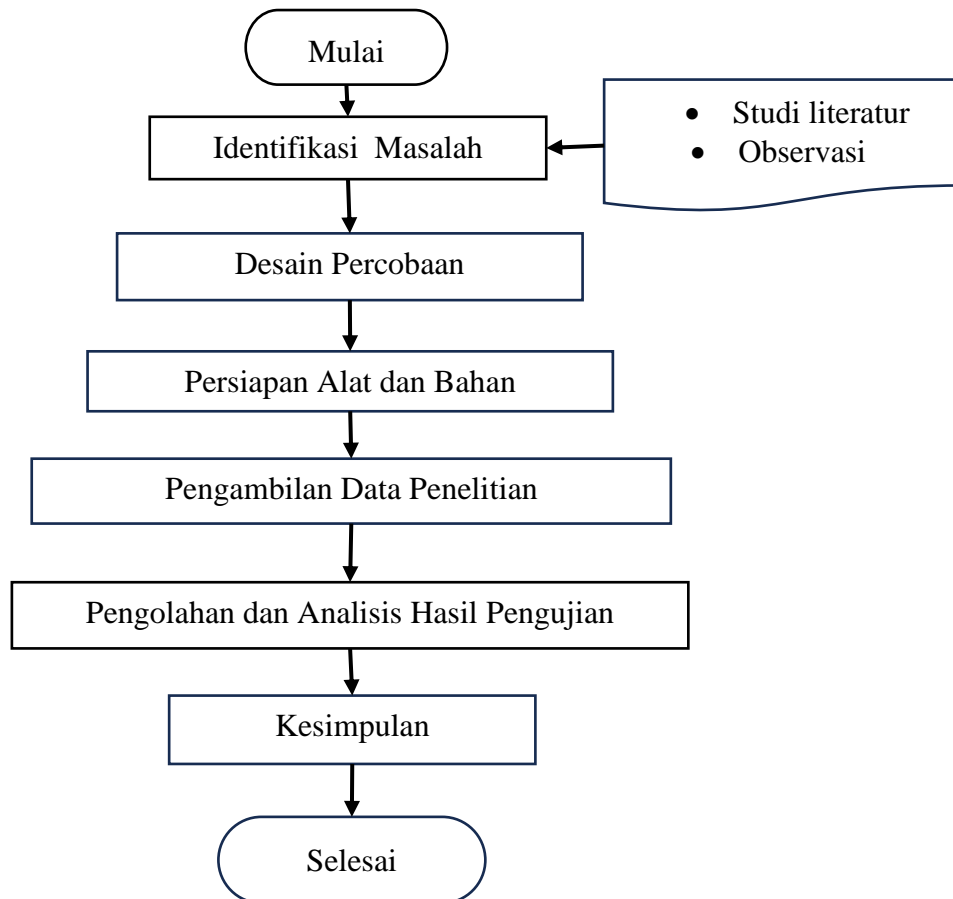 Mulai
Identifikasi Masalah
• Studi literatur
• Observasi
Desain Percobaan
Persiapan Alat dan Bahan
Pengambilan Data Penelitian
Pengolahan dan Analisis Hasil Pengujian
Kesimpulan
Selesai